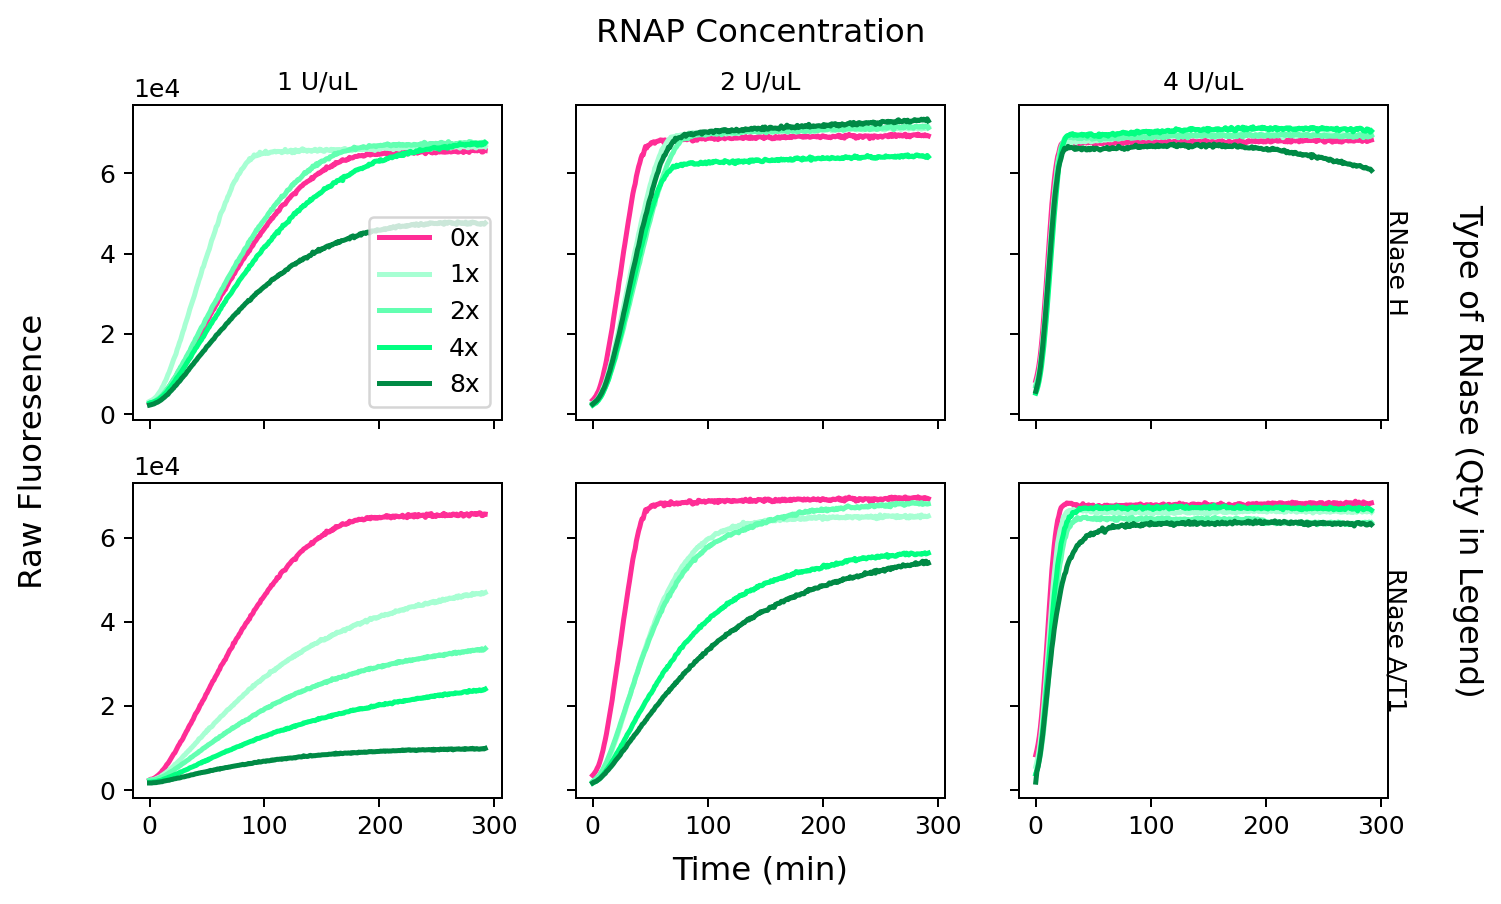 RNAP Concentration
1 U/uL
2 U/uL
4 U/uL
1e4
6
4
2
0
0x
1x
2x
4x
8x
RNase H
1e4
6
4
2
0
0 100 200 300
0 100 200 300
0 100 200 300
RNase A/T1
Raw Fluoresence
Time (min)
Type of RNase (Qty in Legend)